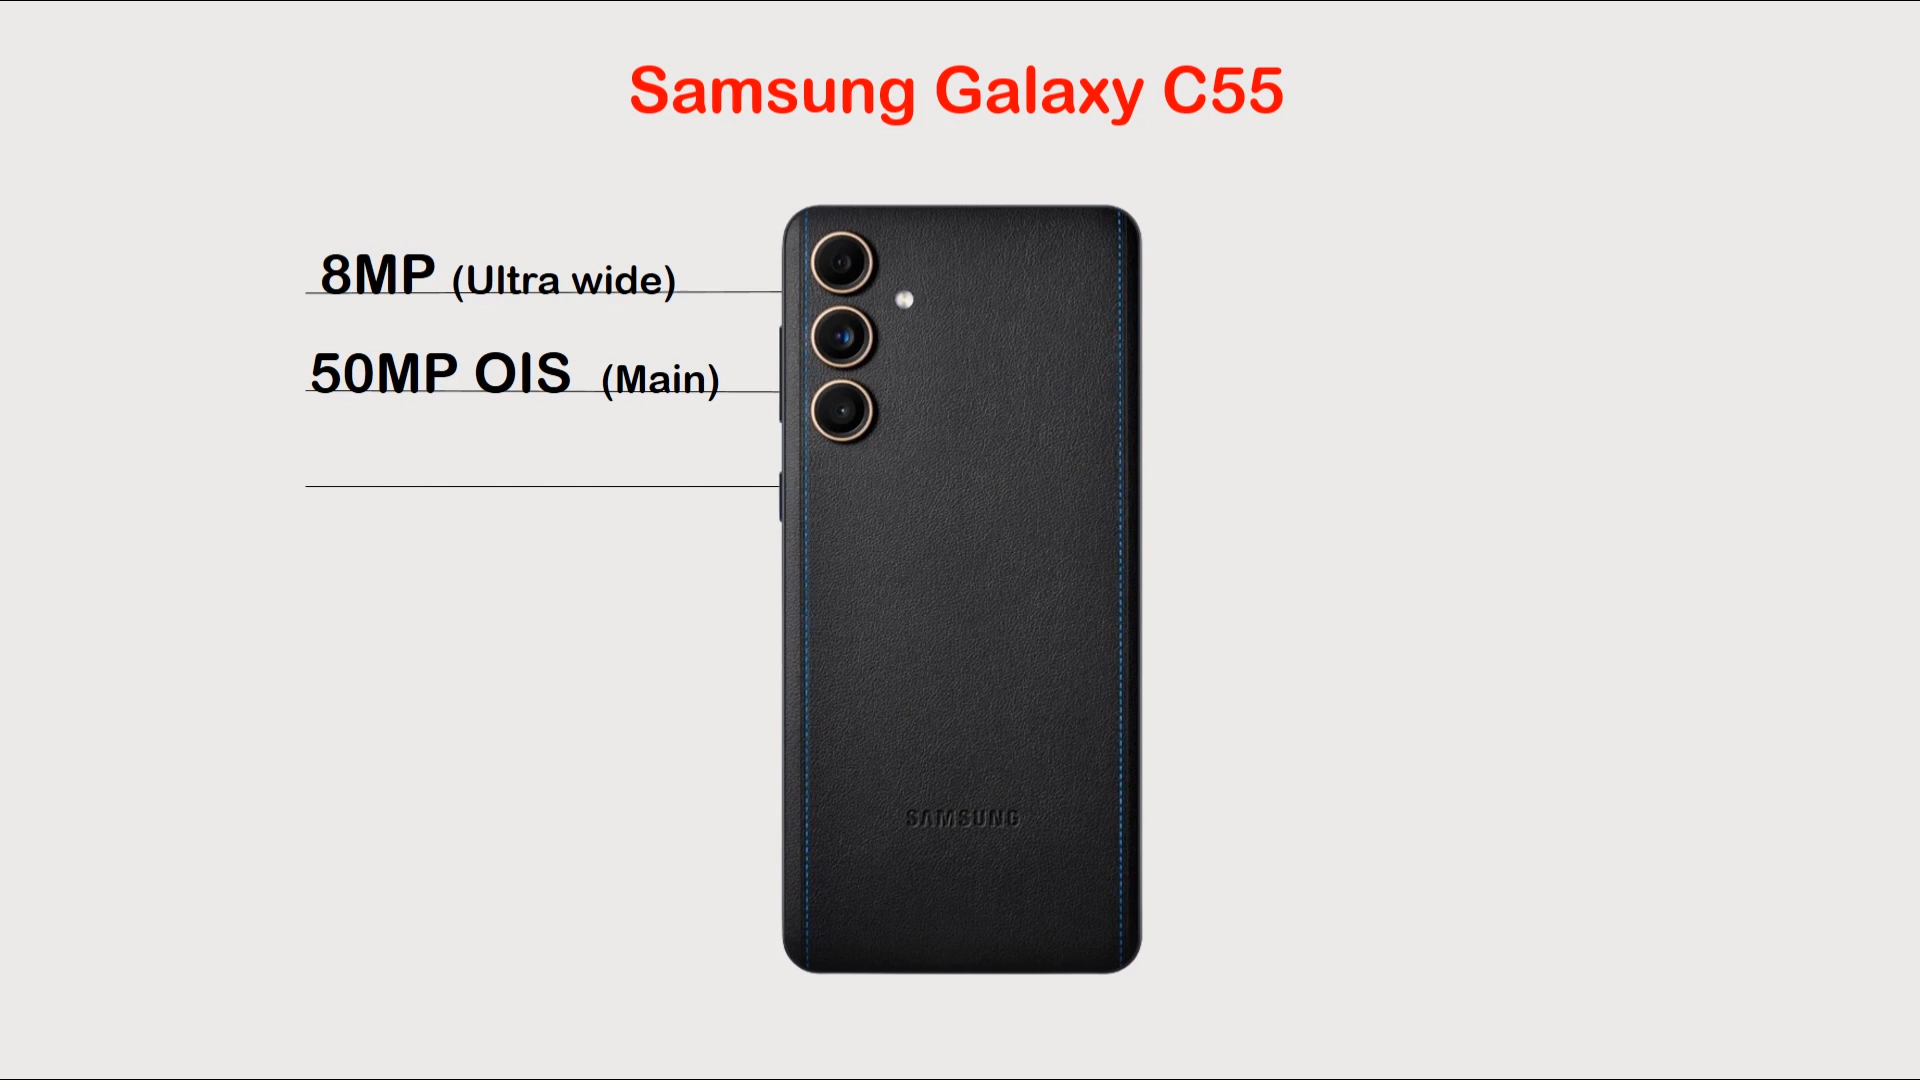 Samsung Galaxy C55
8MP (Ultra wide)
50MP OIS (Main)
SAMSUNG